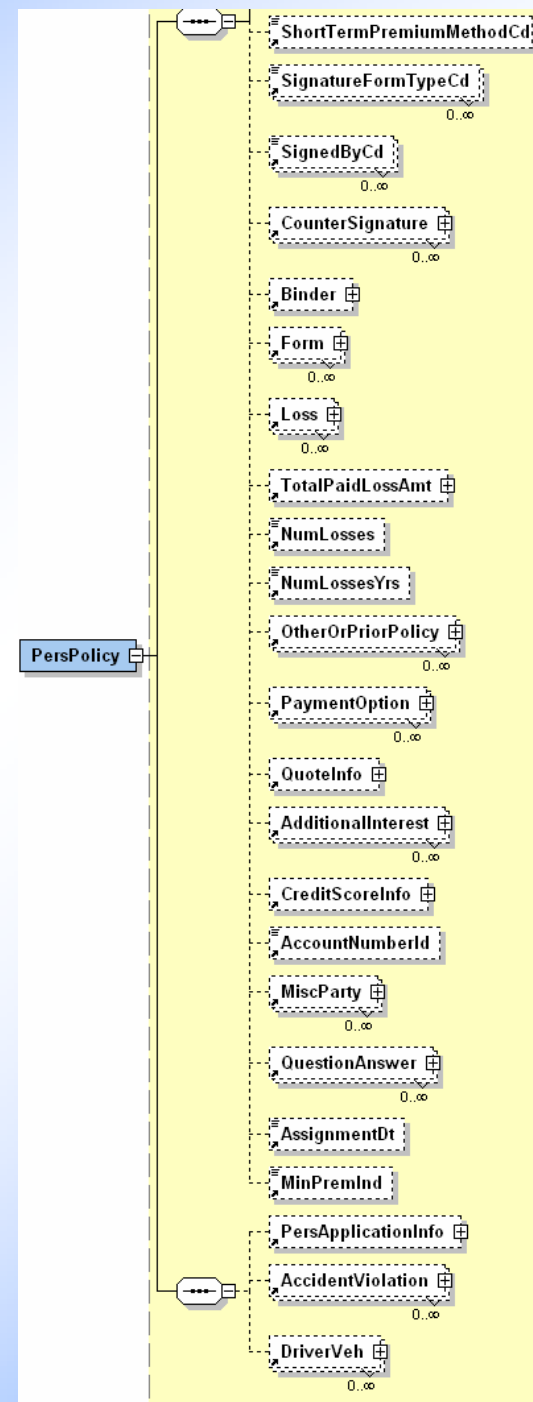 ShortTermPremiumMethodCd
SignatureFormTypeCd
0..∞
SignedByCd
0..∞
CounterSignature
0..∞
Binder
Form
0..∞
Loss
0..∞
TotalPaidLossAmt
NumLosses
NumLossesYrs
OtherOrPriorPolicy
0..∞
PersPolicy
PaymentOption
0..∞
QuoteInfo
AdditionalInterest
0..∞
CreditScoreInfo
AccountNumberId
MiscParty
0..∞
QuestionAnswer
0..∞
AssignmentDt
MinPremInd
PersApplicationInfo
AccidentViolation
0..∞
DriverVeh
0..∞